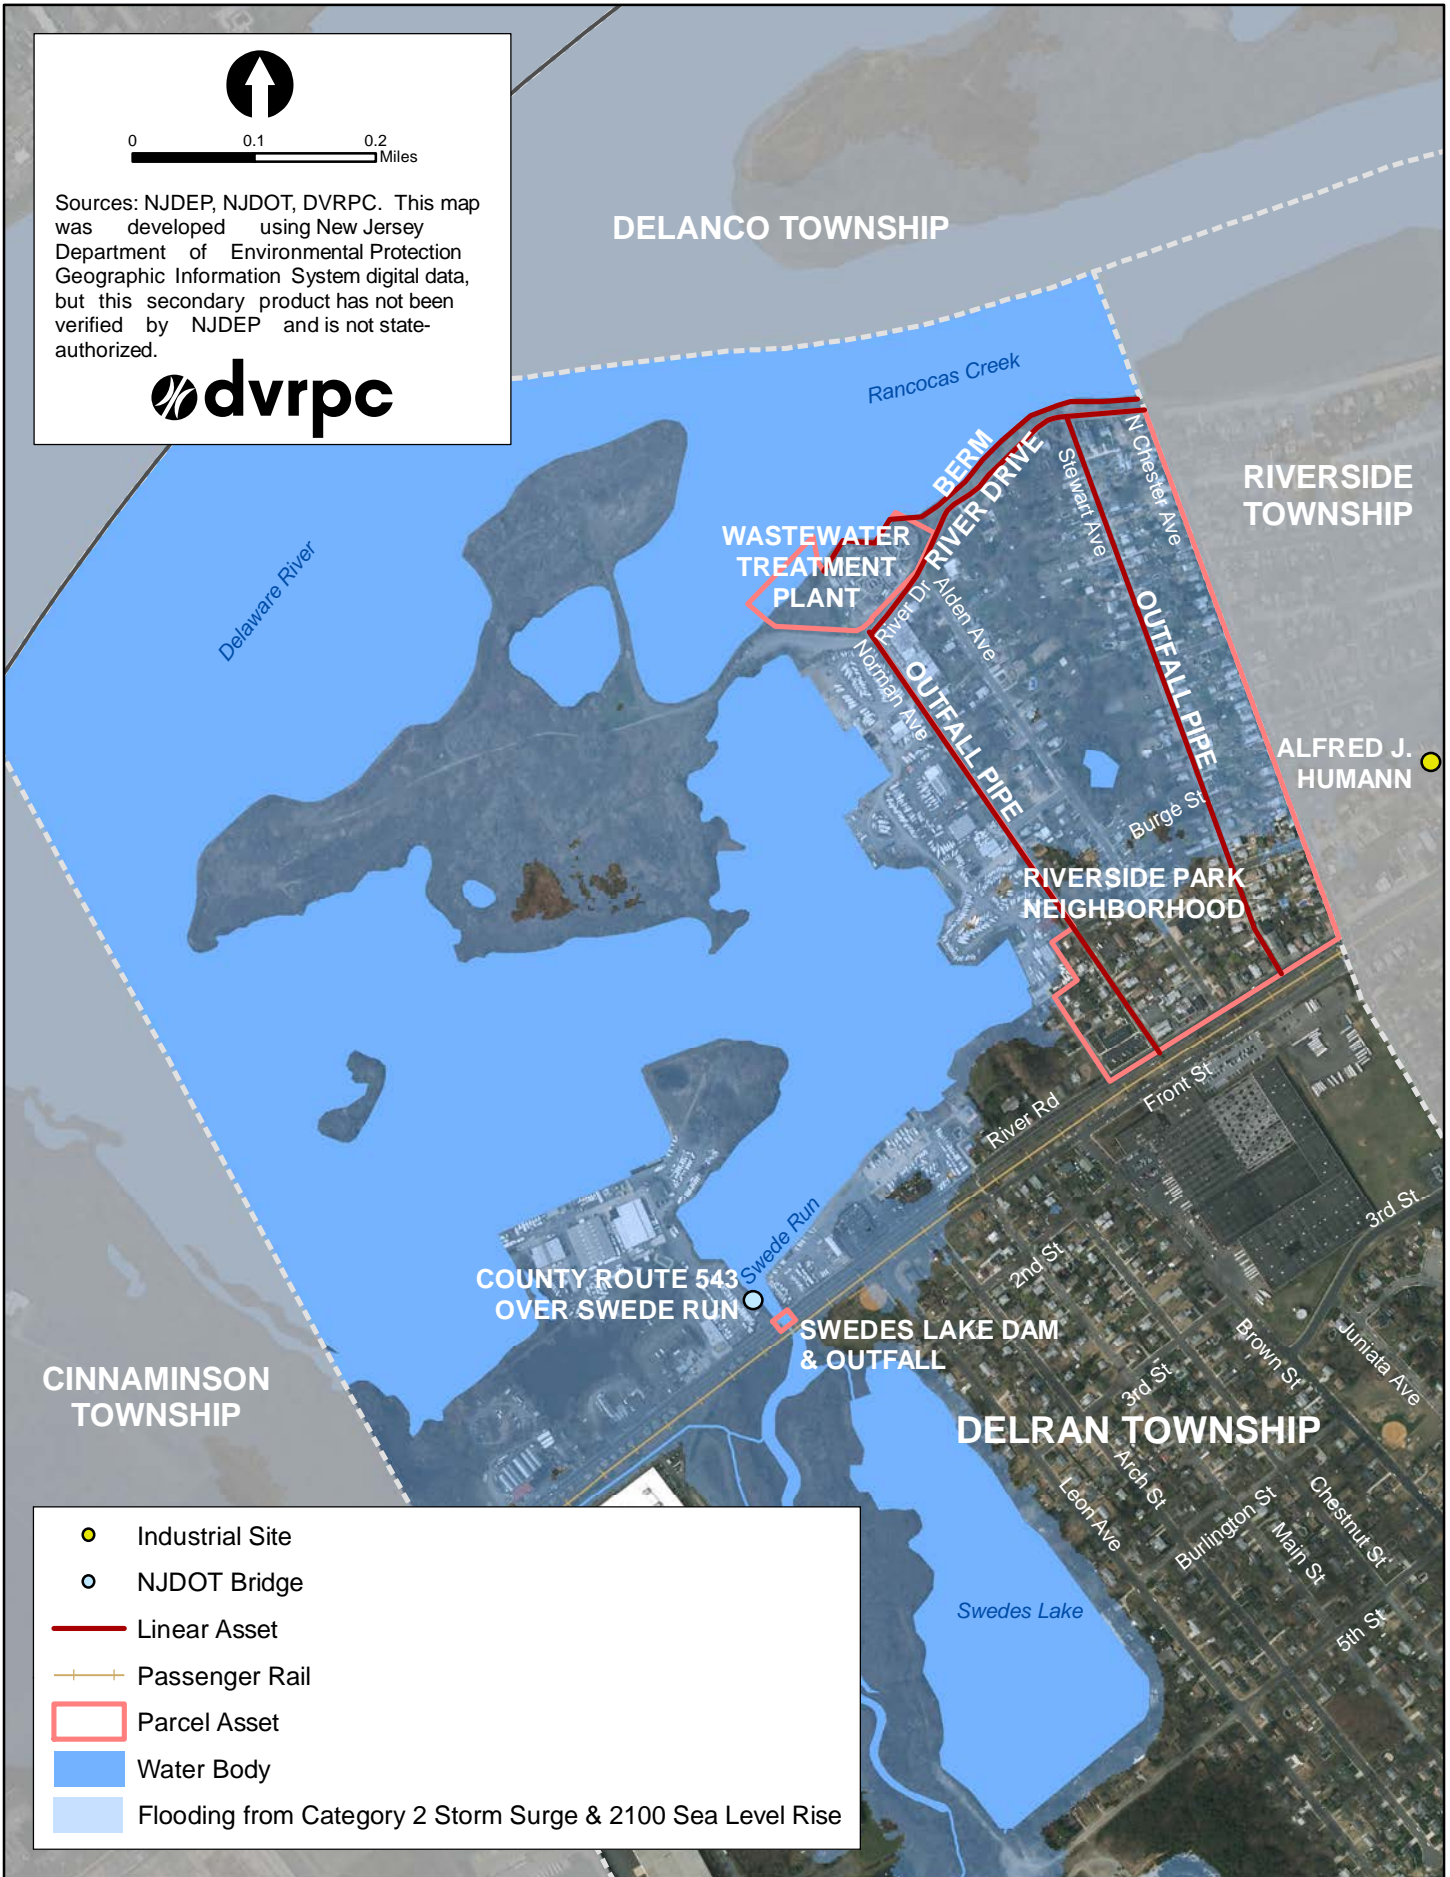 0 0.1 0.2
Miles
Sources: NJDEP, NJDOT, DVRPC. This map
was developed using New Jersey
Department of Environmental Protection
Geographic Information System digital data,
but this secondary product has not been
verified by NJDEP and is not state-
authorized.
dvrpc
DELANCO TOWNSHIP
Rancocas Creek
BERM
RIVER DRIVE
N Chester Ave
Stewart Ave
RIVERSIDE
TOWNSHIP
WASTEWATER
TREATMENT
PLANT
Delaware River
River Dr
Alden Ave
Norman Ave
OUTFALL PIPE
OUTFALL PIPE
ALFRED J.
HUMANN
Burge St
RIVERSIDE PARK
NEIGHBORHOOD
River Rd
Front St
3rd St
2nd St
Swede Run
COUNTY ROUTE 543
OVER SWEDE RUN
SWEDES LAKE DAM
& OUTFALL
Brown St
Juniata Ave
3rd St
CINNAMINSON
TOWNSHIP
DELRAN TOWNSHIP
Arch St
Leon Ave
Burlington St
Main St
Chestnut St
5th St
Swedes Lake
Industrial Site
NJDOT Bridge
Linear Asset
Passenger Rail
Parcel Asset
Water Body
Flooding from Category 2 Storm Surge & 2100 Sea Level Rise